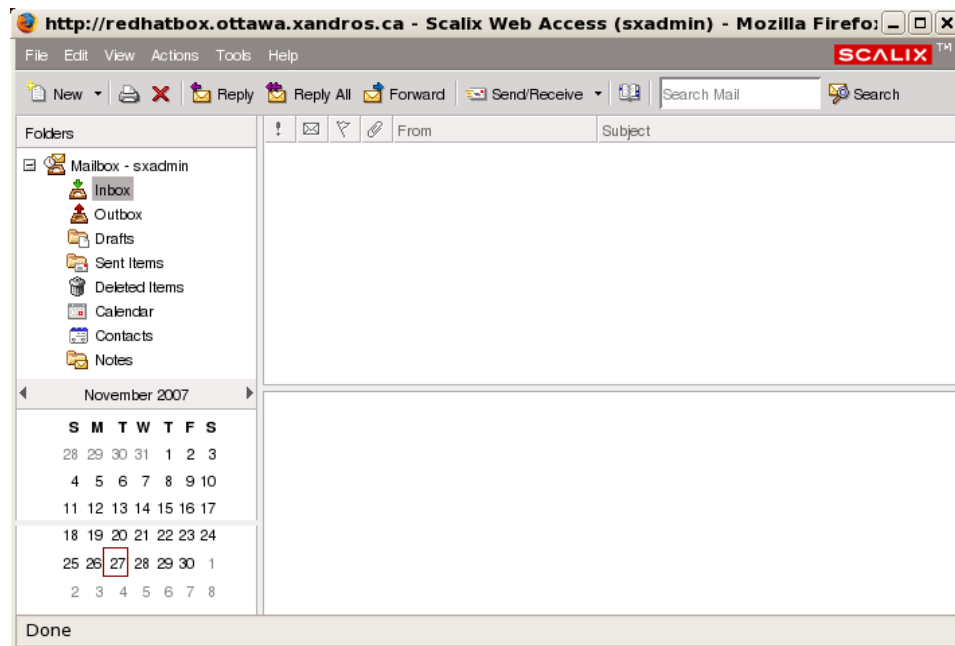 http://redhatbox.ottawa.xandros.ca - Scalix Web Access (sxadmin) - Mozilla Firefo
File Edit View Actions Tools Help
SCALIX TM
New Reply Reply All Forward Send/Receive Search Mail Search
Folders
! From Subject
Mailbox - sxadmin
Inbox
Outbox
Drafts
Sent Items
Deleted Items
Calendar
Contacts
Notes
November 2007
S M T W T F S
28 29 30 31 1 2 3
4 5 6 7 8 9 10
11 12 13 14 15 16 17
18 19 20 21 22 23 24
25 26 27 28 29 30 1
2 3 4 5 6 7 8
Done